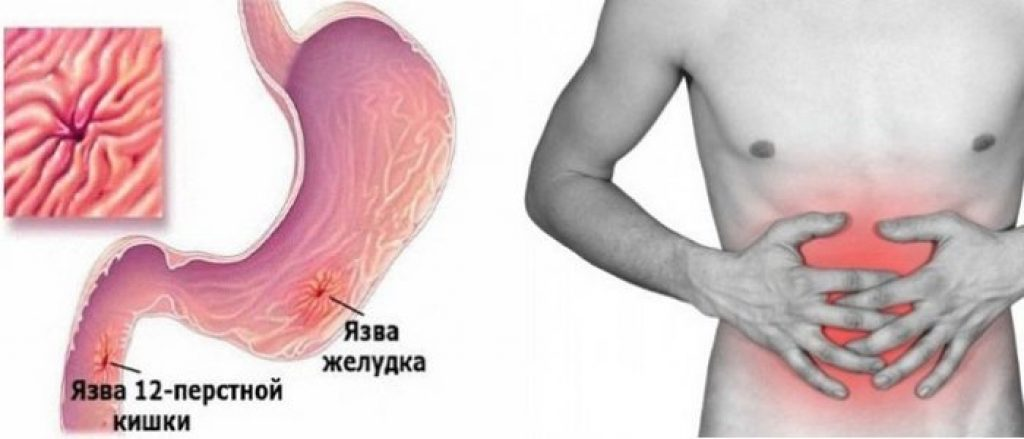 Язва
желудка
Язва 12-перстной
кишки